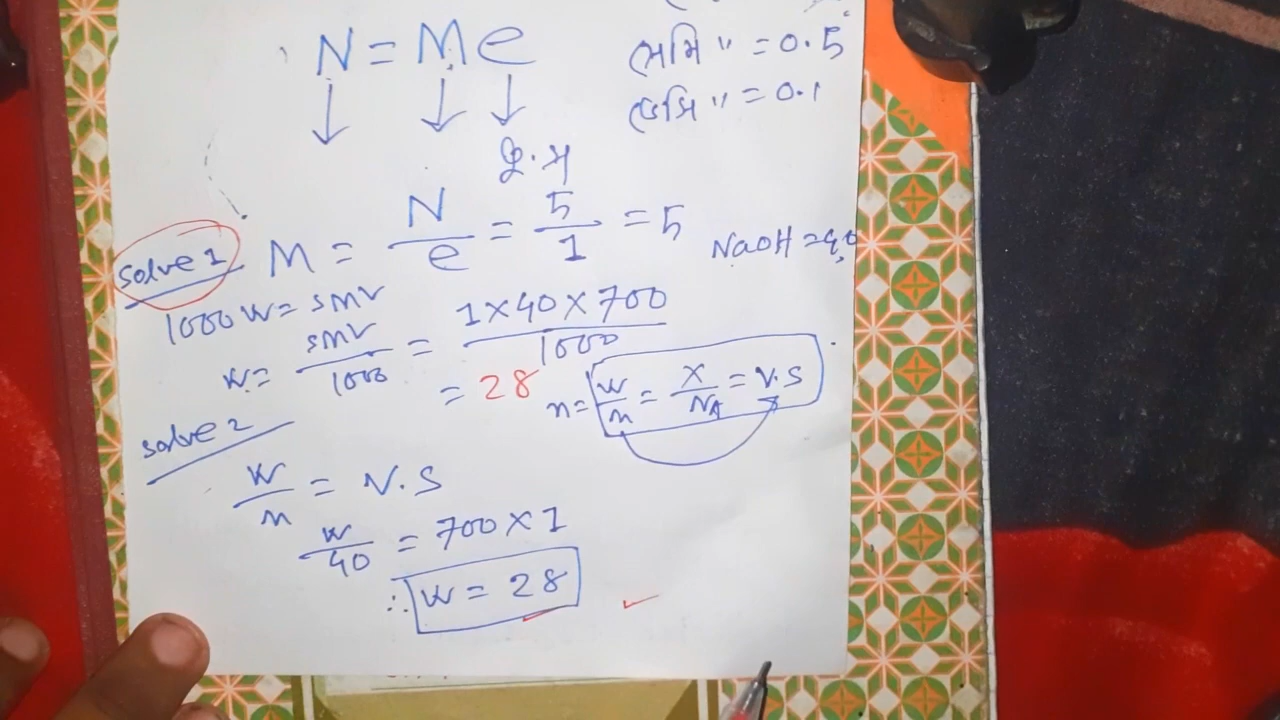 N = Me
সেমি " = 0.5
ডেসি " = 0.1
ক্ষু.স
M = N/e = 5/1 = 5
NaOH = 40
solve 1
1000 W = SMV
W = SMV/1000 = 1×40×700/1000
= 28
n = W/M = X/NA = V.S
solve 2
W/M = V.S
W/40 = 700×1
∴ W = 28